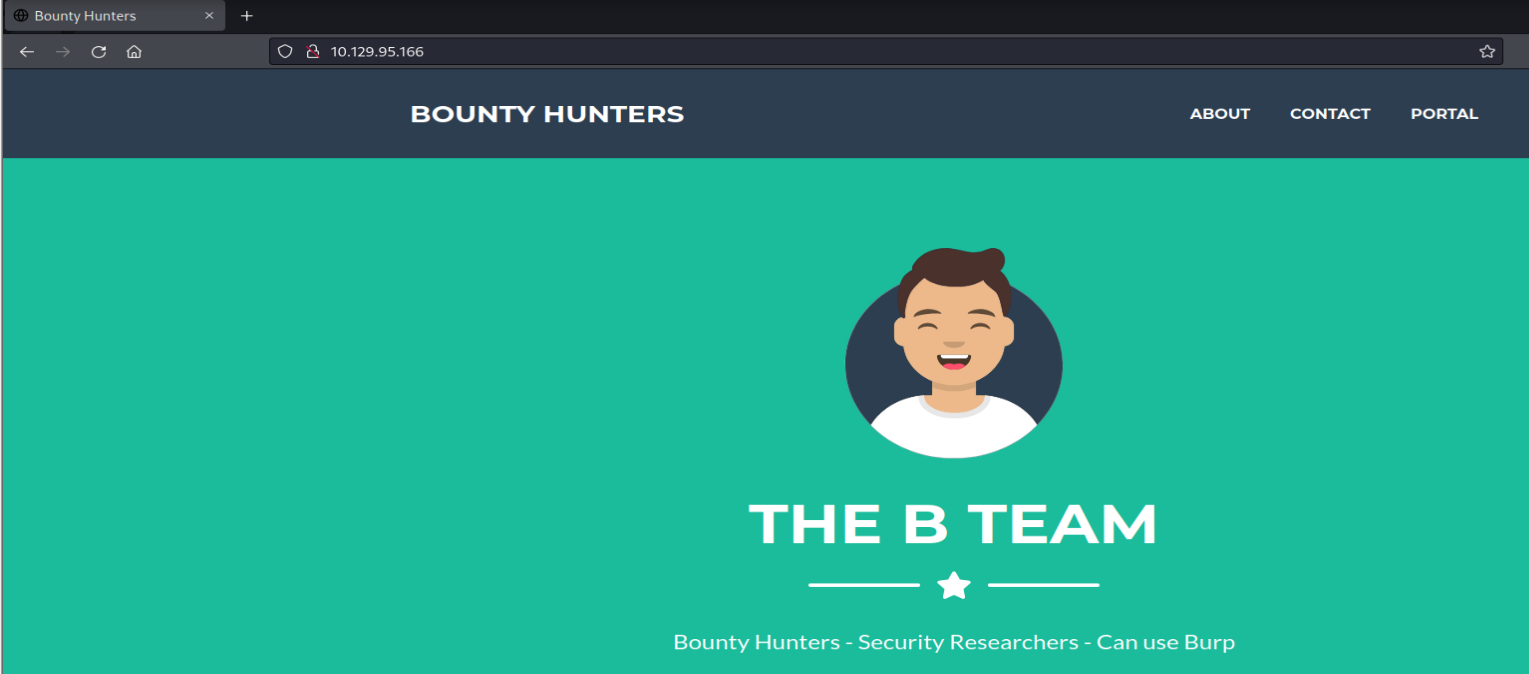 Bounty Hunters
10.129.95.166
BOUNTY HUNTERS
ABOUT CONTACT PORTAL
THE B TEAM
Bounty Hunters - Security Researchers - Can use Burp